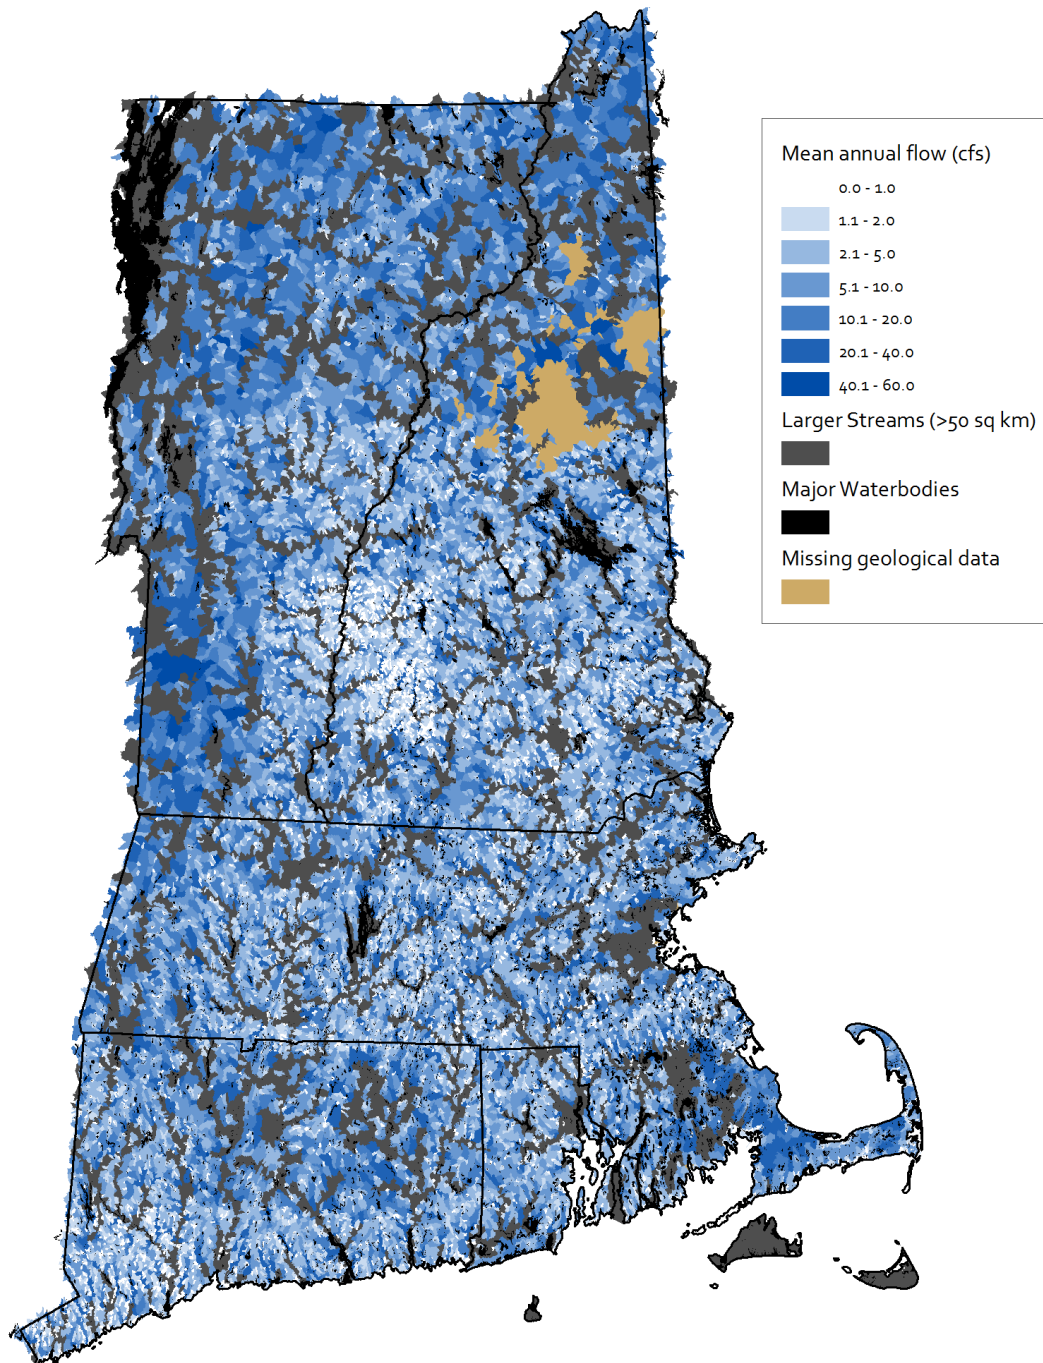 Mean annual flow (cfs)
0.0 - 1.0
1.1 - 2.0
2.1 - 5.0
5.1 - 10.0
10.1 - 20.0
20.1 - 40.0
40.1 - 60.0
Larger Streams (>50 sq km)
Major Waterbodies
Missing geological data